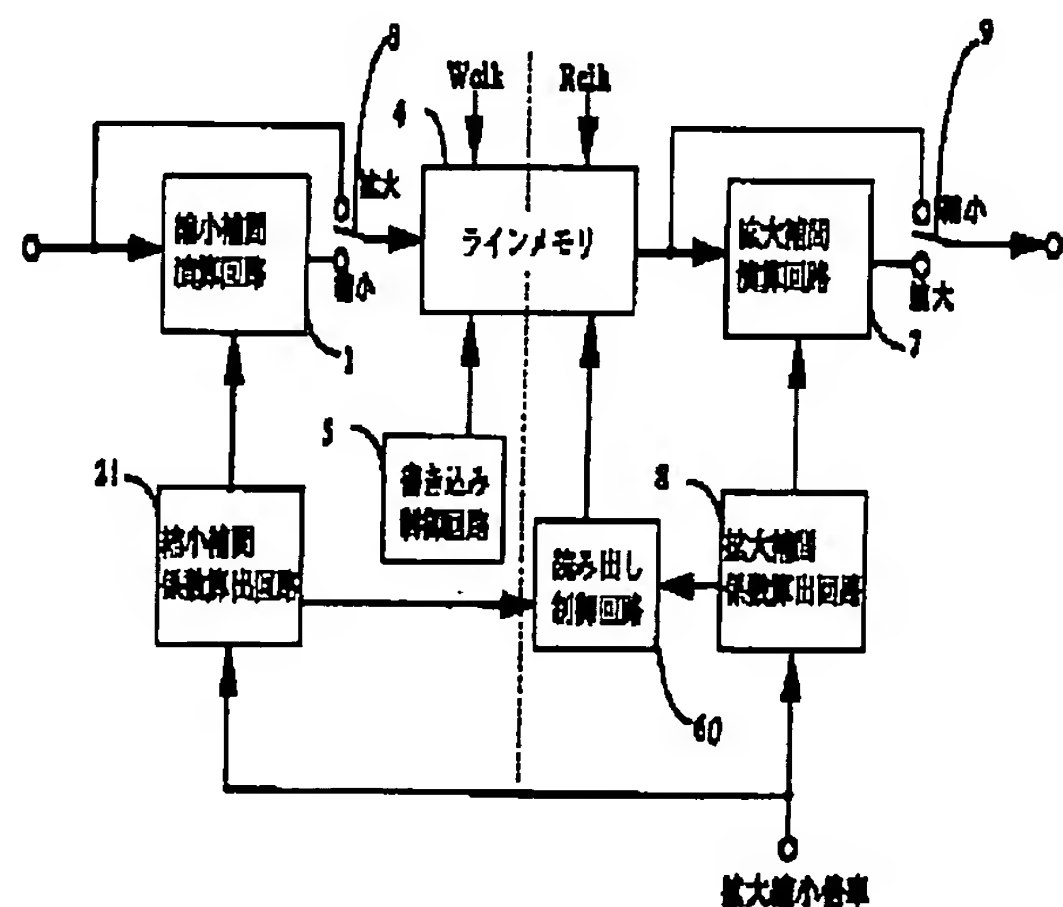 3
9
Wclk
Rclk
4
拡大
縮小補間
演算回路
ラインメモリ
拡大補間
演算回路
縮小
縮小
拡大
1
7
5
21
書き込み
制御回路
8
縮小補間
係数算出回路
読み出し
制御回路
拡大補間
係数算出回路
60
拡大縮小倍率